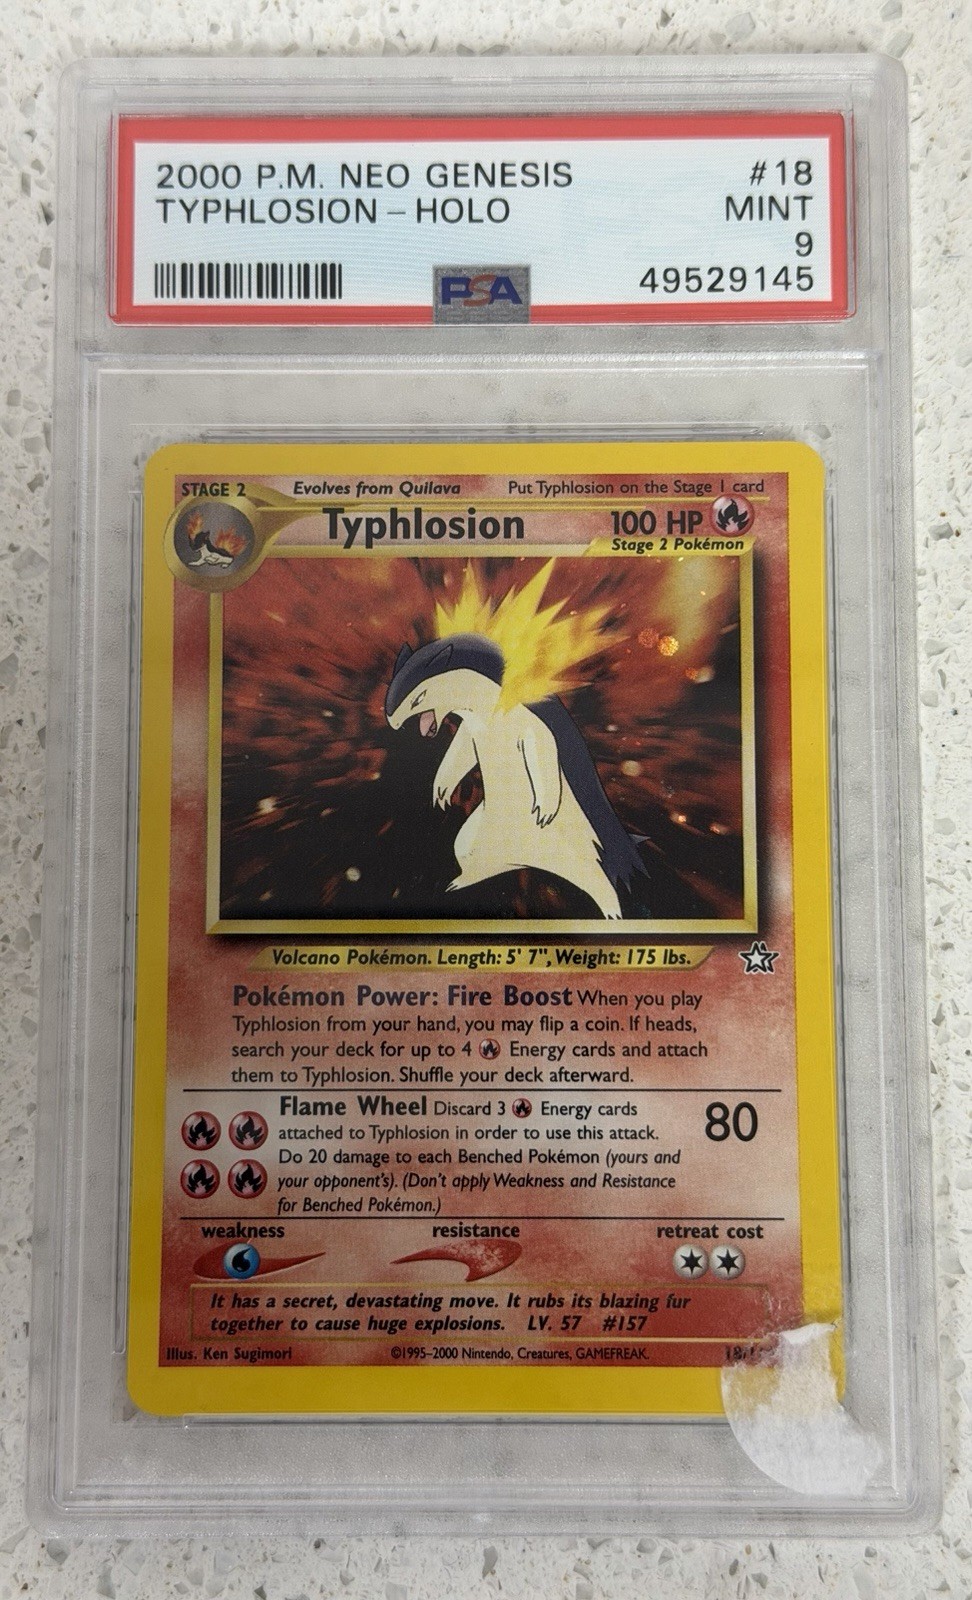 2000 P.M. NEO GENESIS #18
TYPHLOSION - HOLO MINT
9
PSA 49529145
STAGE 2 Evolves from Quilava Put Typhlosion on the Stage 1 card
Typhlosion 100 HP
Stage 2 Pokémon
Volcano Pokémon. Length: 5' 7", Weight: 175 lbs.
Pokémon Power: Fire Boost When you play
Typhlosion from your hand, you may flip a coin. If heads,
search your deck for up to 4 Energy cards and attach
them to Typhlosion. Shuffle your deck afterward.
Flame Wheel Discard 3 Energy cards 80
attached to Typhlosion in order to use this attack.
Do 20 damage to each Benched Pokémon (yours and
your opponent's). (Don't apply Weakness and Resistance
for Benched Pokémon.)
weakness resistance retreat cost
It has a secret, devastating move. It rubs its blazing fur
together to cause huge explosions. LV. 57 #157
Illus. Ken Sugimori ©1995-2000 Nintendo, Creatures, GAMEFREAK.